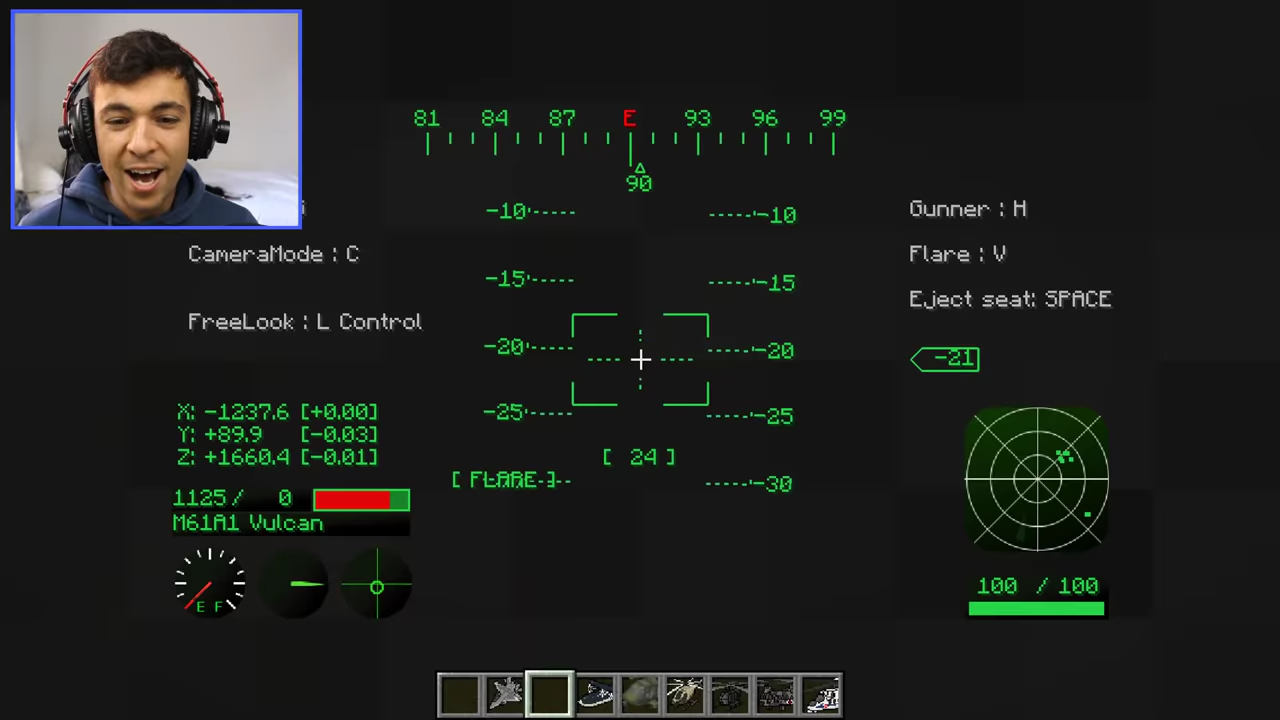 81 84 87 E 93 96 99
90
-10 -10
Gunner : H
CameraMode : C
Flare : V
-15 -15
Eject seat: SPACE
FreeLook : L Control
-20 -20
-21
X: -1237.6 [+0.00]
-25 -25
Y: +89.9 [-0.03]
Z: +1660.4 [-0.01]
[ 24 ]
[ FLARE ]
-30
1125/ 0
M61A1 Vulcan
E F
100 / 100